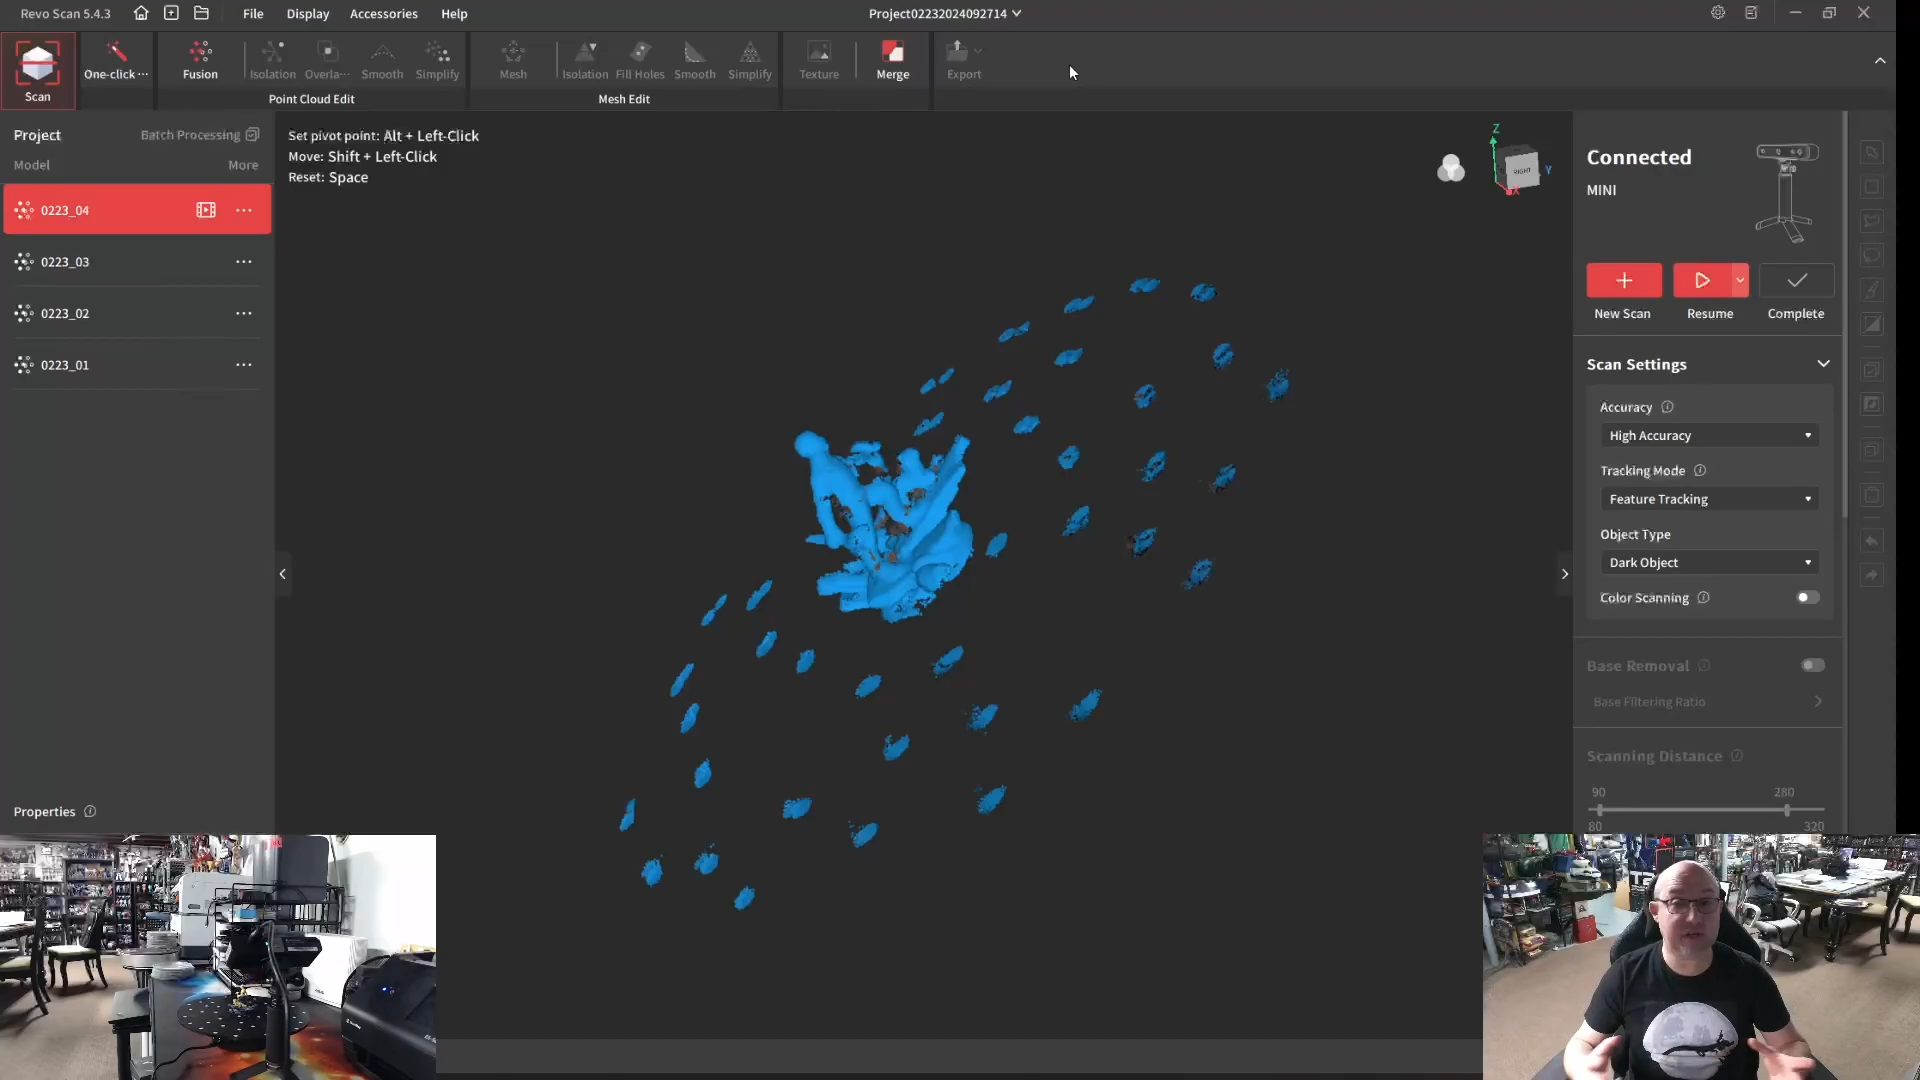 Revo Scan 5.4.3
File
Display
Accessories
Help
Project02232024092714
Scan
One-click ···
Fusion
Isolation
Overla···
Smooth
Simplify
Point Cloud Edit
Mesh
Isolation
Fill Holes
Smooth
Simplify
Mesh Edit
Texture
Merge
Export
Project
Batch Processing
Model
More
0223_04
0223_03
0223_02
0223_01
Properties
Set pivot point: Alt + Left-Click
Move: Shift + Left-Click
Reset: Space
Z
RIGHT
Y
X
Connected
MINI
New Scan
Resume
Complete
Scan Settings
Accuracy
High Accuracy
Tracking Mode
Feature Tracking
Object Type
Dark Object
Color Scanning
Base Removal
Base Filtering Ratio
Scanning Distance
90
280
80
320